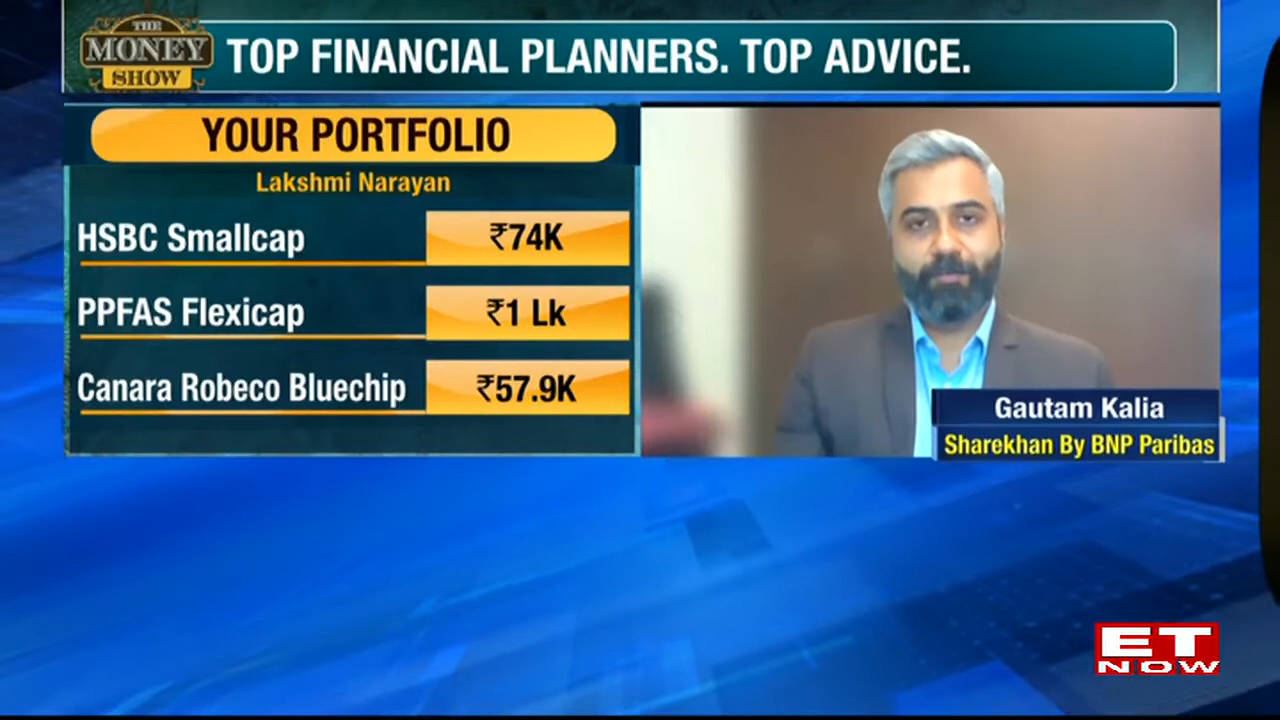 THE
MONEY
SHOW
TOP FINANCIAL PLANNERS. TOP ADVICE.
YOUR PORTFOLIO
Lakshmi Narayan
HSBC Smallcap ₹74K
PPFAS Flexicap ₹1 Lk
Canara Robeco Bluechip ₹57.9K
Gautam Kalia
Sharekhan By BNP Paribas
ET
NOW